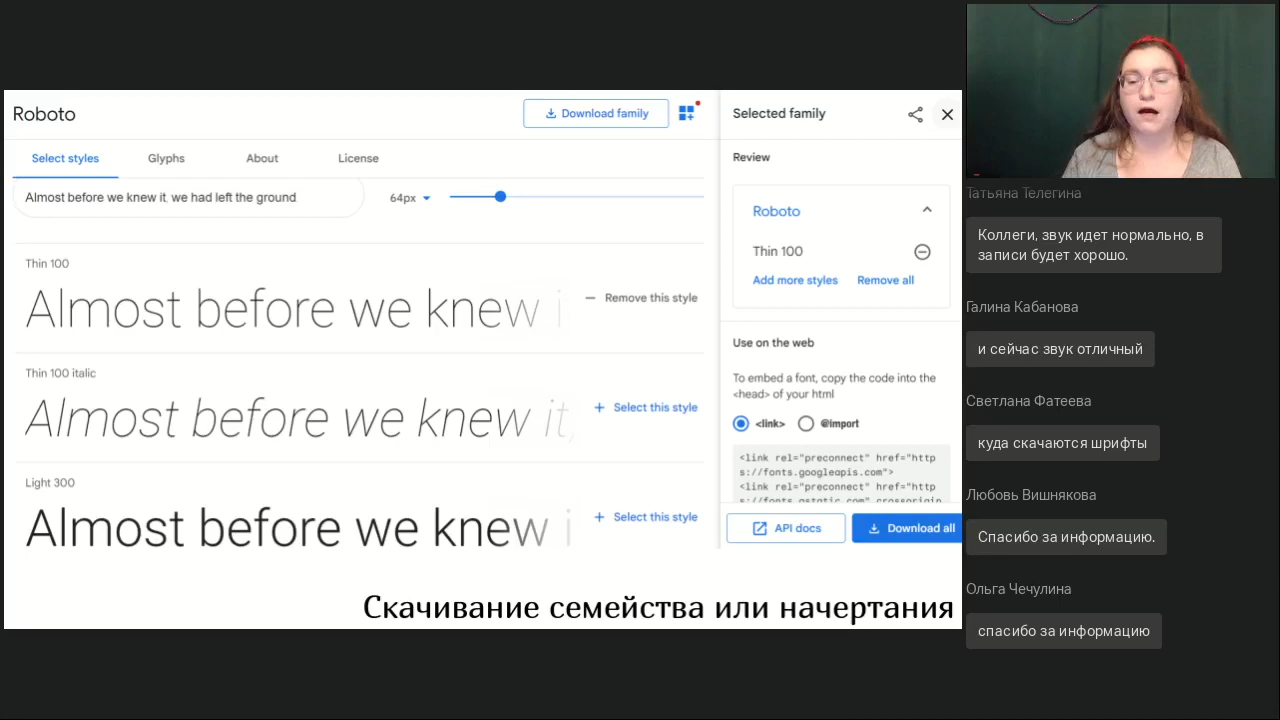 Roboto
Download family
Select styles
Glyphs
About
License
Almost before we knew it, we had left the ground.
64px
Thin 100
Almost before we knew i
Remove this style
Thin 100 italic
Almost before we knew it,
Select this style
Light 300
Almost before we knew i
Select this style
Selected family
Review
Roboto
Thin 100
Add more styles
Remove all
Use on the web
To embed a font, copy the code into the
<head> of your html
<link>
@import
<link rel="preconnect" href="http
s://fonts.googleapis.com">
<link rel="preconnect" href="http
s://fonts.gstatic.com" crossorigin
API docs
Download all
Скачивание семейства или начертания
Татьяна Телегина
Коллеги, звук идет нормально, в
записи будет хорошо.
Галина Кабанова
и сейчас звук отличный
Светлана Фатеева
куда скачаются шрифты
Любовь Вишнякова
Спасибо за информацию.
Ольга Чечулина
спасибо за информацию